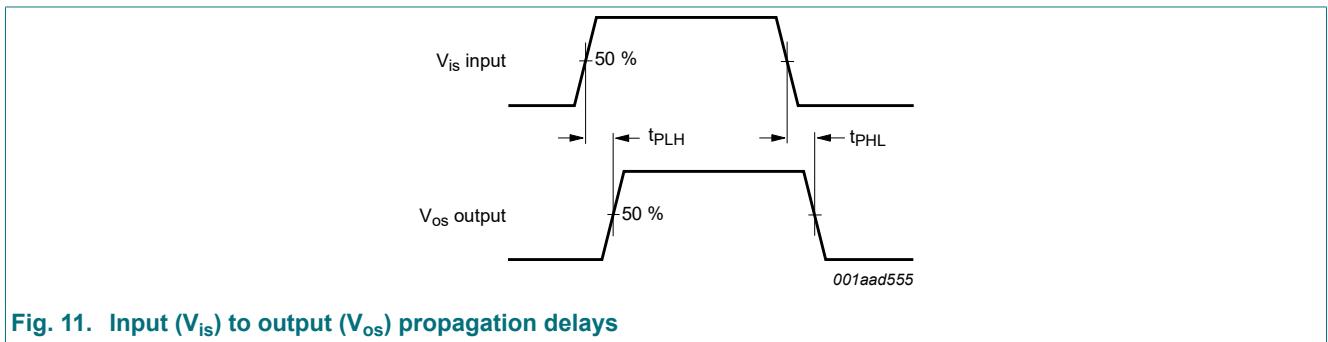 V_is input
50 %
t_PLH
t_PHL
V_os output
50 %
001aad555
Fig. 11. Input (V_is) to output (V_os) propagation delays